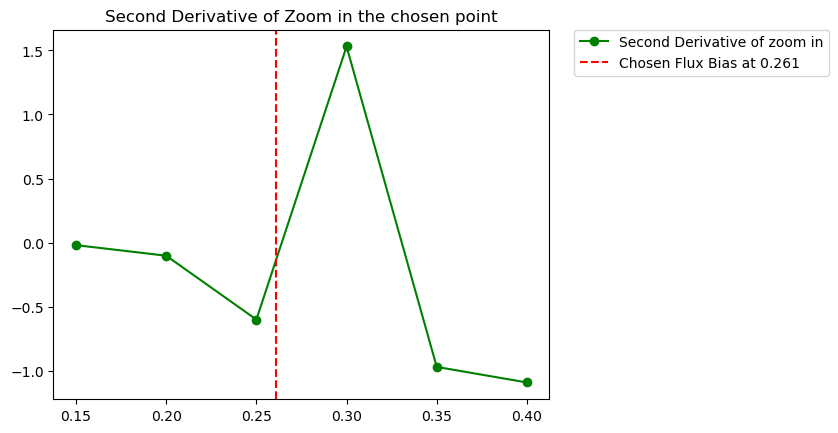 Second Derivative of Zoom in the chosen point
Second Derivative of zoom in
Chosen Flux Bias at 0.261
1.5
1.0
0.5
0.0
−0.5
−1.0
0.15 0.20 0.25 0.30 0.35 0.40